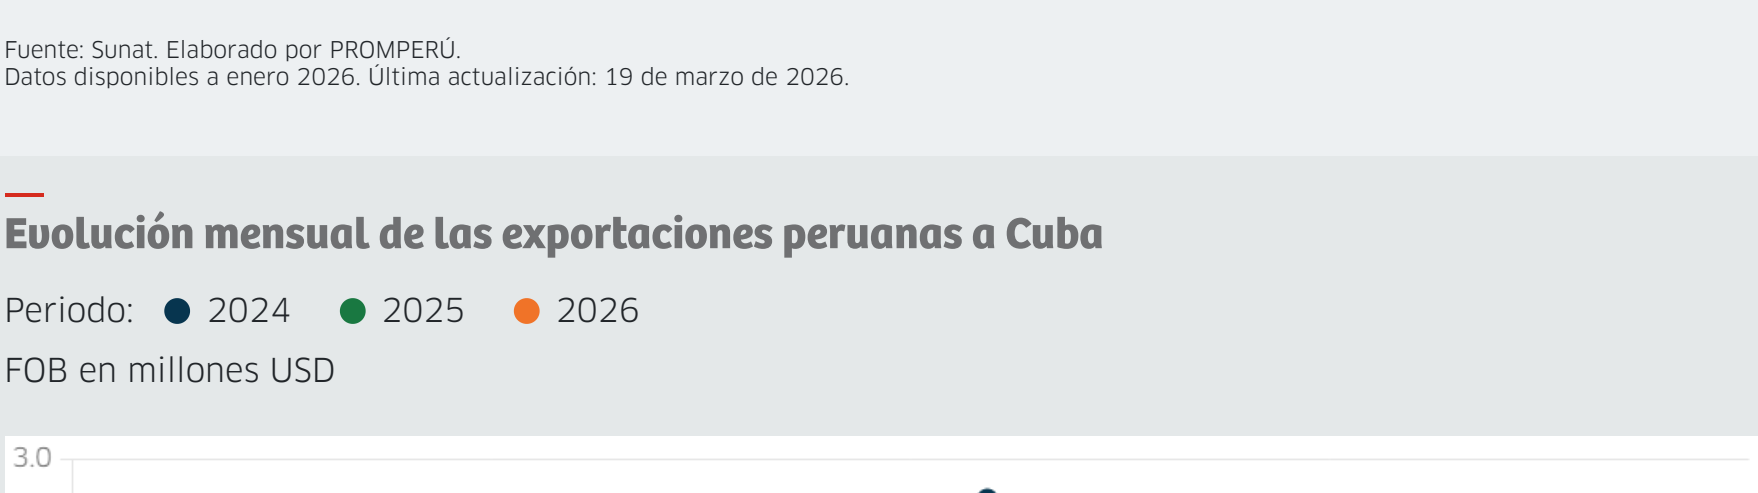 Fuente: Sunat. Elaborado por PROMPERÚ.
Datos disponibles a enero 2026. Última actualización: 19 de marzo de 2026.
Evolución mensual de las exportaciones peruanas a Cuba
Periodo: 2024 2025 2026
FOB en millones USD
3.0